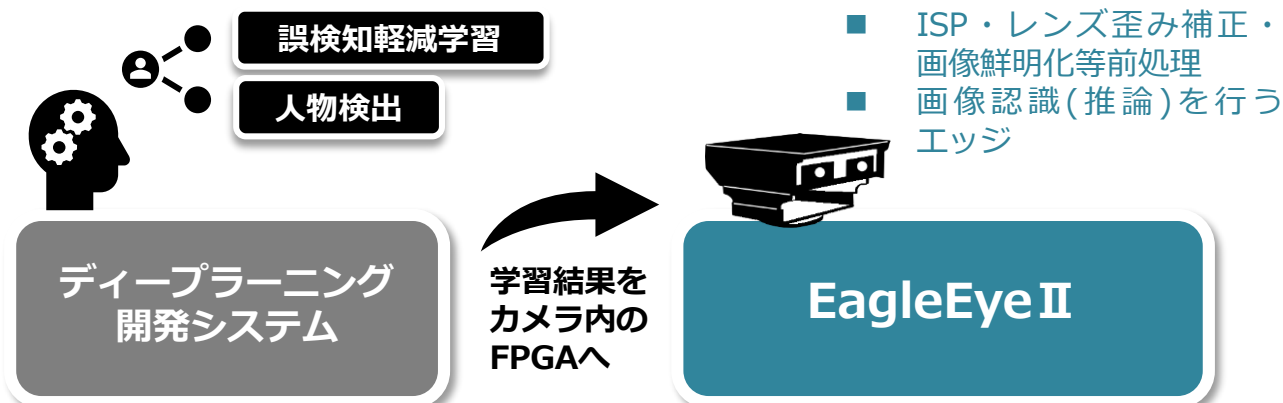 誤検知軽減学習
人物検出
ディープラーニング
開発システム
学習結果を
カメラ内の
FPGAへ
■ ISP・レンズ歪み補正・
画像鮮明化等前処理
■ 画像認識(推論)を行う
エッジ
EagleEyeⅡ